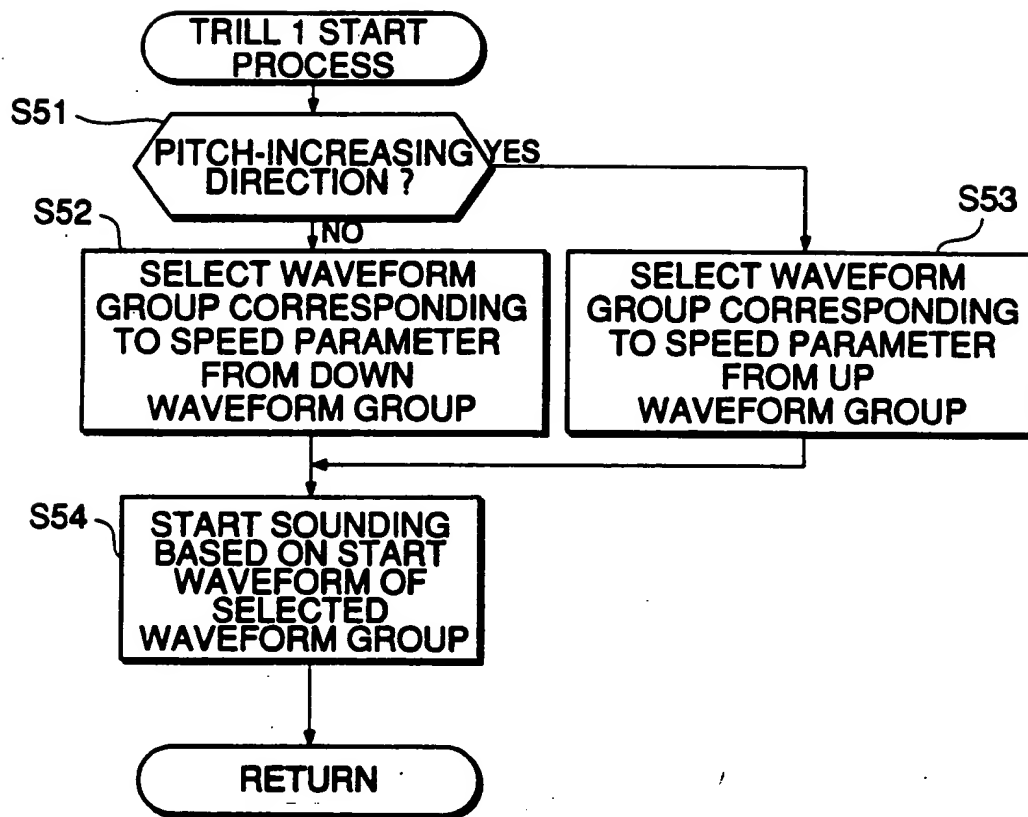 TRILL 1 START
PROCESS
S51
PITCH-INCREASING
DIRECTION ?
YES
NO
S52
SELECT WAVEFORM
GROUP CORRESPONDING
TO SPEED PARAMETER
FROM DOWN
WAVEFORM GROUP
S53
SELECT WAVEFORM
GROUP CORRESPONDING
TO SPEED PARAMETER
FROM UP
WAVEFORM GROUP
S54
START SOUNDING
BASED ON START
WAVEFORM OF
SELECTED
WAVEFORM GROUP
RETURN